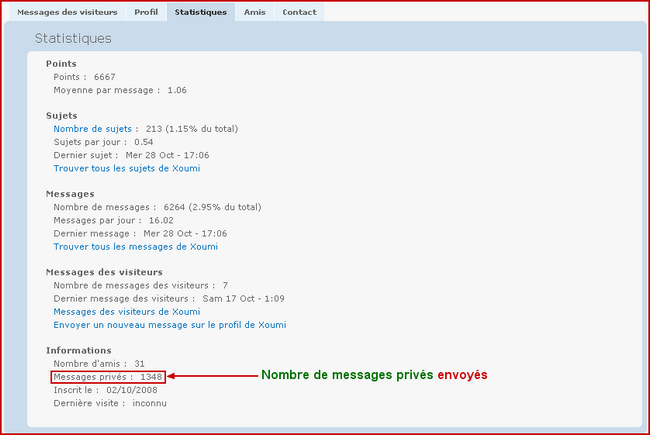 Messages des visiteurs Profil Statistiques Amis Contact
Statistiques
Points
Points : 6667
Moyenne par message : 1.06
Sujets
Nombre de sujets : 213 (1.15% du total)
Sujets par jour : 0.54
Dernier sujet : Mer 28 Oct - 17:06
Trouver tous les sujets de Xoumi
Messages
Nombre de messages : 6264 (2.95% du total)
Messages par jour : 16.02
Dernier message : Mer 28 Oct - 17:06
Trouver tous les messages de Xoumi
Messages des visiteurs
Nombre de messages des visiteurs : 7
Dernier message des visiteurs : Sam 17 Oct - 1:09
Messages des visiteurs de Xoumi
Envoyer un nouveau message sur le profil de Xoumi
Informations
Nombre d'amis : 31
Messages privés : 1348 Nombre de messages privés envoyés
Inscrit le : 02/10/2008
Dernière visite : inconnu